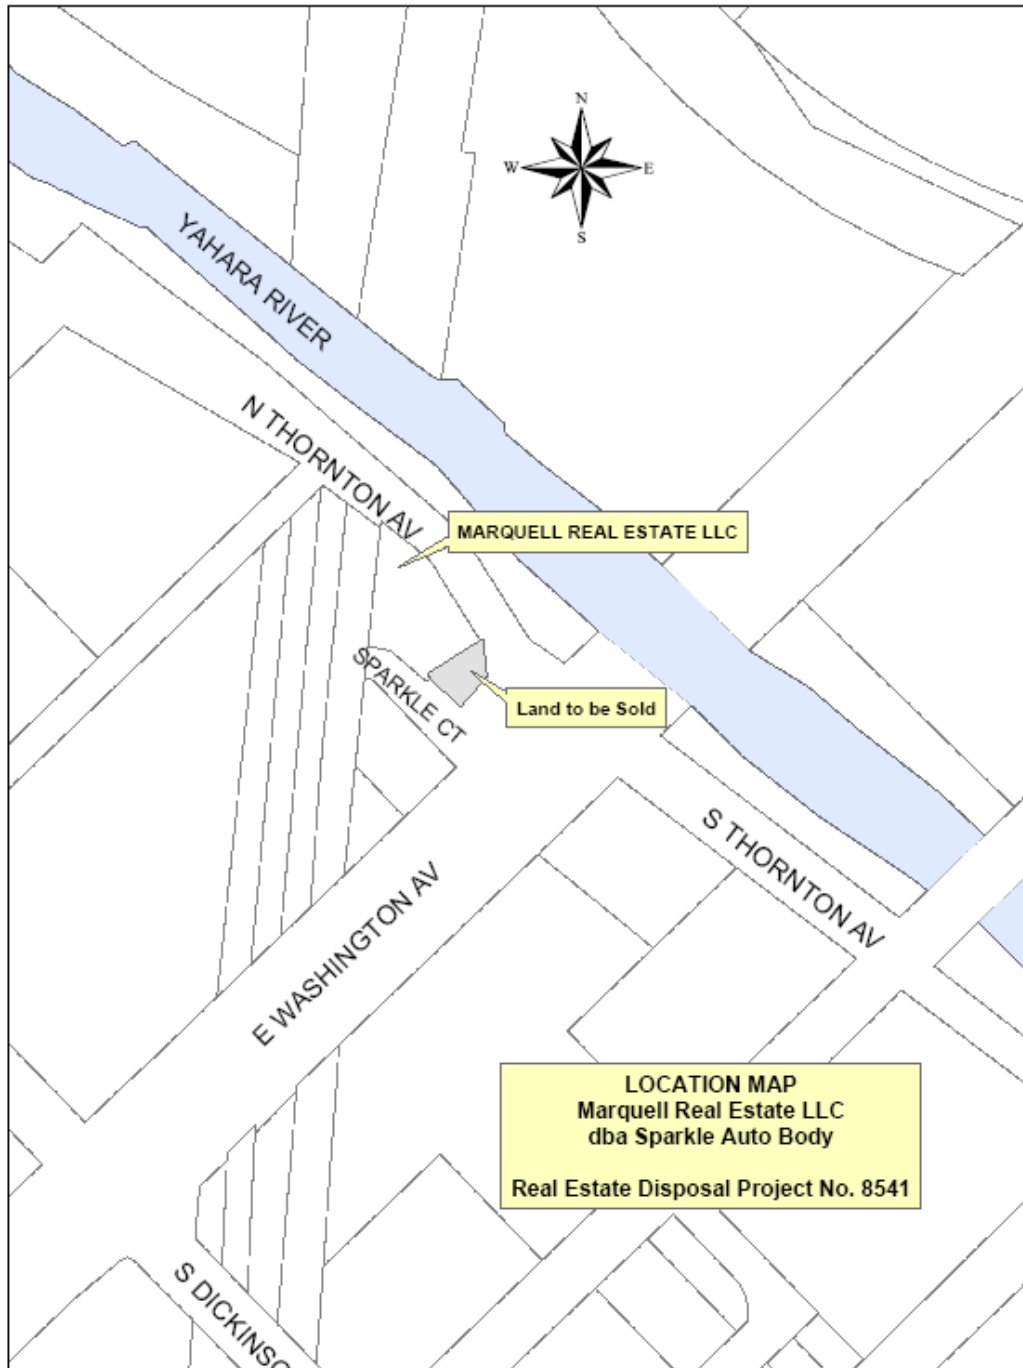 N
W E
S
YAHARA RIVER
N THORNTON AV
MARQUELL REAL ESTATE LLC
SPARKLE CT
Land to be Sold
S THORNTON AV
E WASHINGTON AV
LOCATION MAP
Marquell Real Estate LLC
dba Sparkle Auto Body
Real Estate Disposal Project No. 8541
S DICKINSO